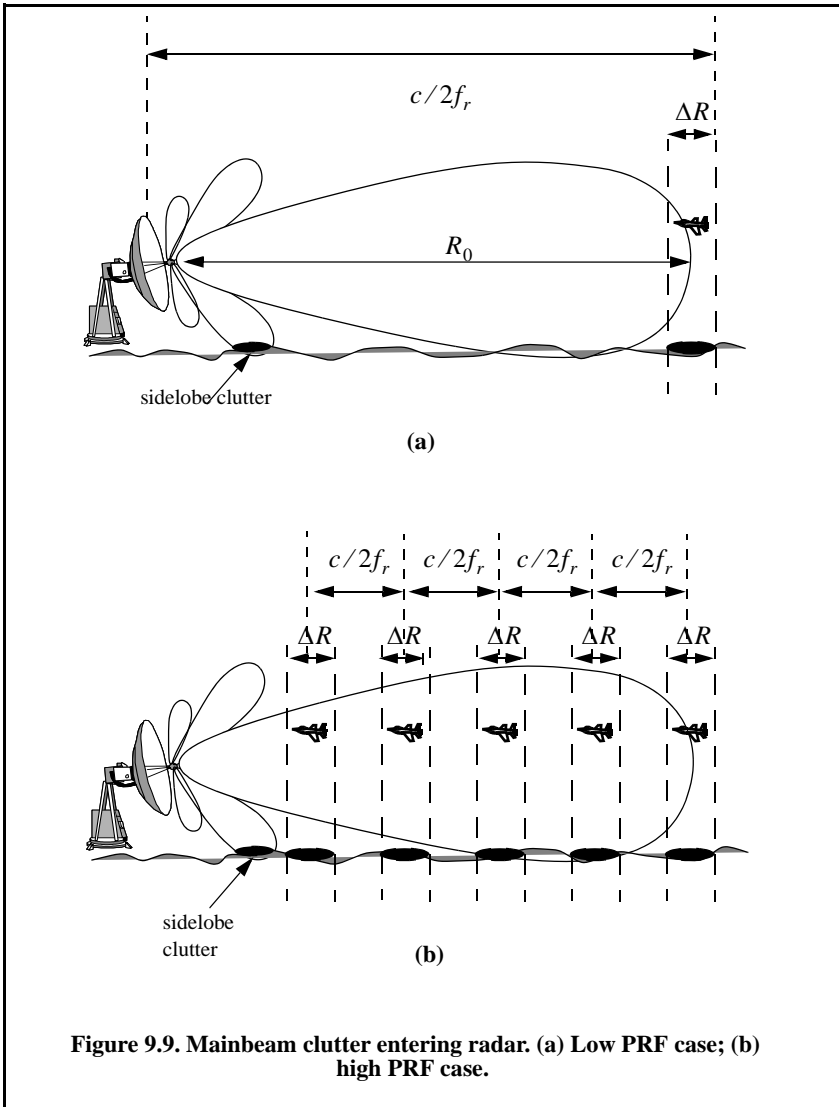 c/2f_r
ΔR
R_0
sidelobe clutter
(a)
c/2f_r c/2f_r c/2f_r c/2f_r
ΔR ΔR ΔR ΔR ΔR
sidelobe
clutter
(b)
Figure 9.9. Mainbeam clutter entering radar. (a) Low PRF case; (b)
high PRF case.